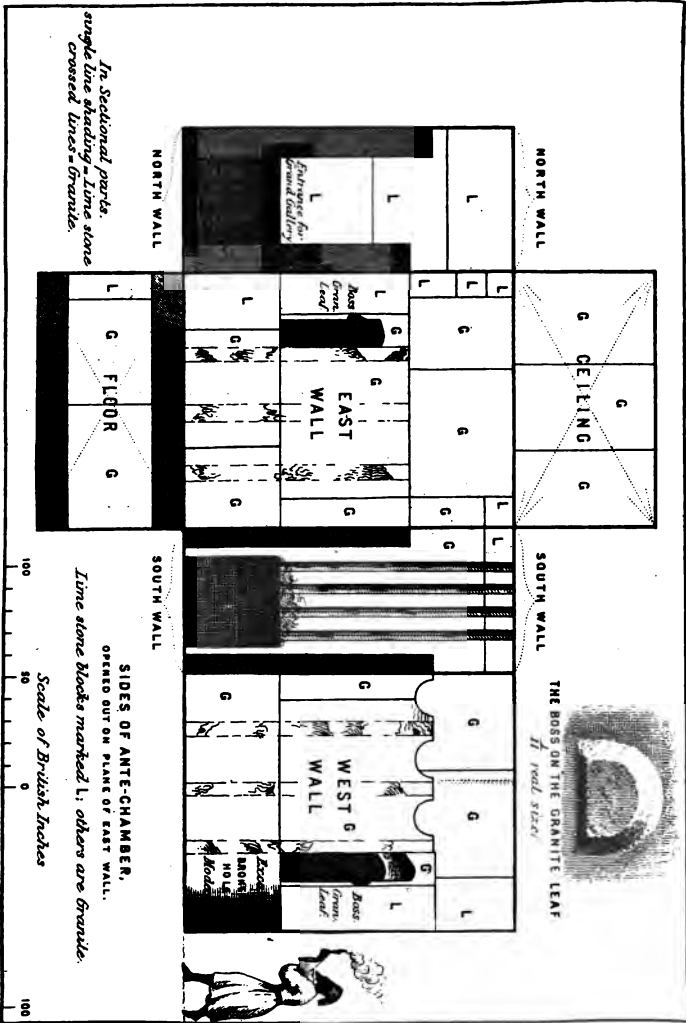 In Sectional parts.
single line shading = Lime stone
crossed lines = Granite.
NORTH WALL
NORTH WALL
L
L
L
Entrance for
Grand Gallery
L
G
FLOOR
G
L
G
L
Boss
Gran.
Leaf.
G
L
L
L
G
G
EAST
WALL
G
G
G
G
L
G
CEILING
G
G
SOUTH WALL
SOUTH WALL
G
L
THE BOSS ON THE GRANITE LEAF
real size
G
G
G
G
WEST G
WALL
G
BROKE
HOLE
L
Boss.
Gran.
Leaf.
L
SIDES OF ANTE-CHAMBER,
OPENED OUT ON PLANE OF EAST WALL.
Lime stone blocks marked L; others are Granite.
100
50
0
100
Scale of British Inches